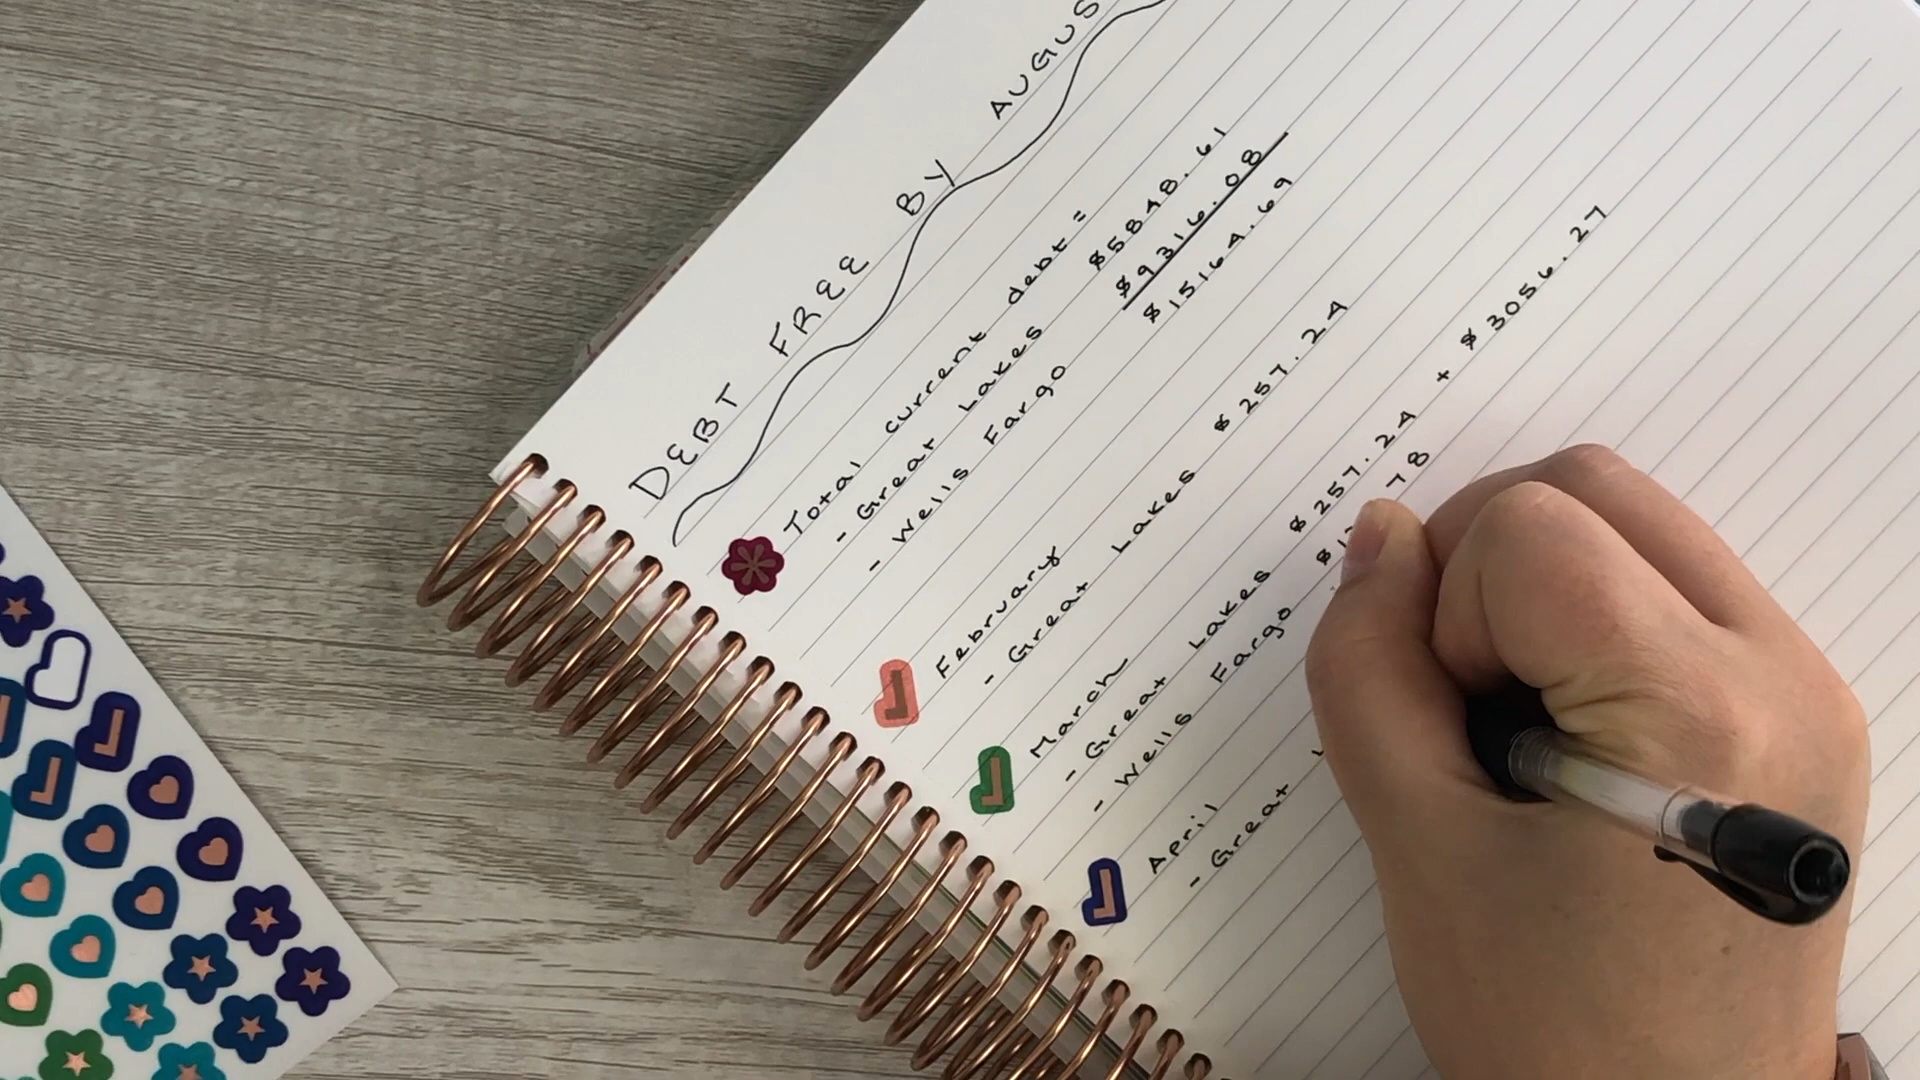 DEBT FREE BY AUGUS
Total current debt =
- Great Lakes $5848.61
- Wells Fargo $9316.08
$15164.69
February
- Great Lakes $257.24
March
- Great Lakes $257.24 + $3056.27
- Wells Fargo 78
April
- Great